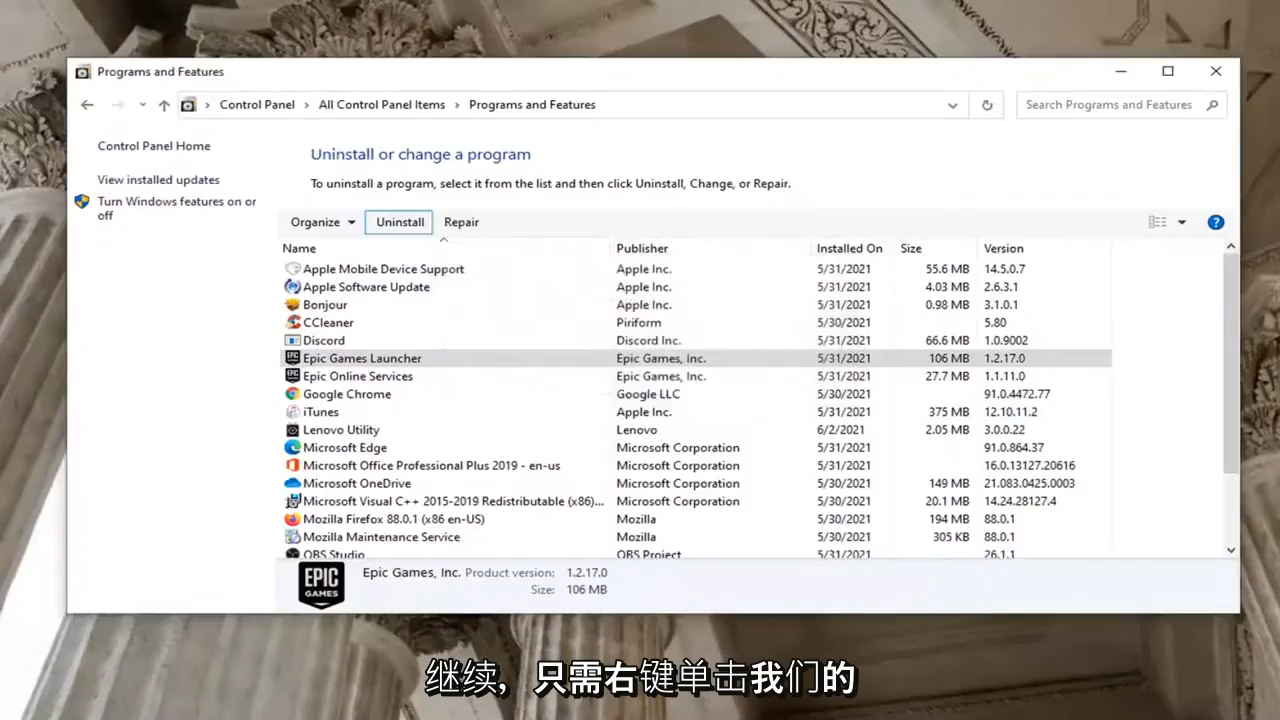 Programs and Features
Control Panel > All Control Panel Items > Programs and Features
Search Programs and Features
Control Panel Home
View installed updates
Turn Windows features on or
off
Uninstall or change a program
To uninstall a program, select it from the list and then click Uninstall, Change, or Repair.
Organize Uninstall Repair
Name Publisher Installed On Size Version
Apple Mobile Device Support Apple Inc. 5/31/2021 55.6 MB 14.5.0.7
Apple Software Update Apple Inc. 5/31/2021 4.03 MB 2.6.3.1
Bonjour Apple Inc. 5/31/2021 0.98 MB 3.1.0.1
CCleaner Piriform 5/30/2021 5.80
Discord Discord Inc. 5/31/2021 66.6 MB 1.0.9002
Epic Games Launcher Epic Games, Inc. 5/31/2021 106 MB 1.2.17.0
Epic Online Services Epic Games, Inc. 5/31/2021 27.7 MB 1.1.11.0
Google Chrome Google LLC 5/30/2021 91.0.4472.77
iTunes Apple Inc. 5/31/2021 375 MB 12.10.11.2
Lenovo Utility Lenovo 6/2/2021 2.05 MB 3.0.0.22
Microsoft Edge Microsoft Corporation 5/31/2021 91.0.864.37
Microsoft Office Professional Plus 2019 - en-us Microsoft Corporation 5/31/2021 16.0.13127.20616
Microsoft OneDrive Microsoft Corporation 5/30/2021 149 MB 21.083.0425.0003
Microsoft Visual C++ 2015-2019 Redistributable (x86)... Microsoft Corporation 5/30/2021 20.1 MB 14.24.28127.4
Mozilla Firefox 88.0.1 (x86 en-US) Mozilla 5/30/2021 194 MB 88.0.1
Mozilla Maintenance Service Mozilla 5/30/2021 305 KB 88.0.1
OBS Studio OBS Project 5/31/2021 26.1.1
EPIC
GAMES
Epic Games, Inc. Product version: 1.2.17.0
Size: 106 MB
继续，只需右键单击我们的